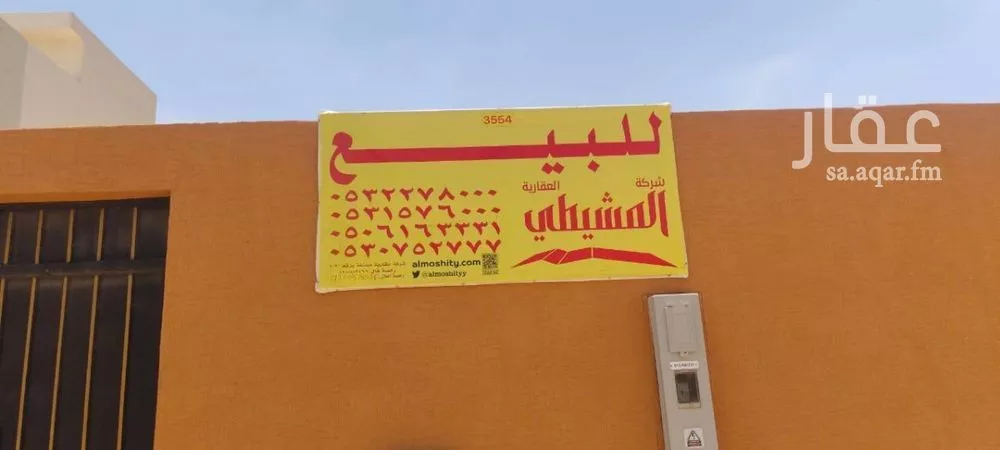 3554
للبيع
شركة المشيطي العقارية
٠٥٣٢٢٧٨٠٠٠
٠٥٣١٥٧٦٠٠٠
٠٥٠٦١٦٣٣٣١
٠٥٣٠٧٥٢٧٧٧
almoshity.com
@almoshityy
عقار
sa.aqar.fm